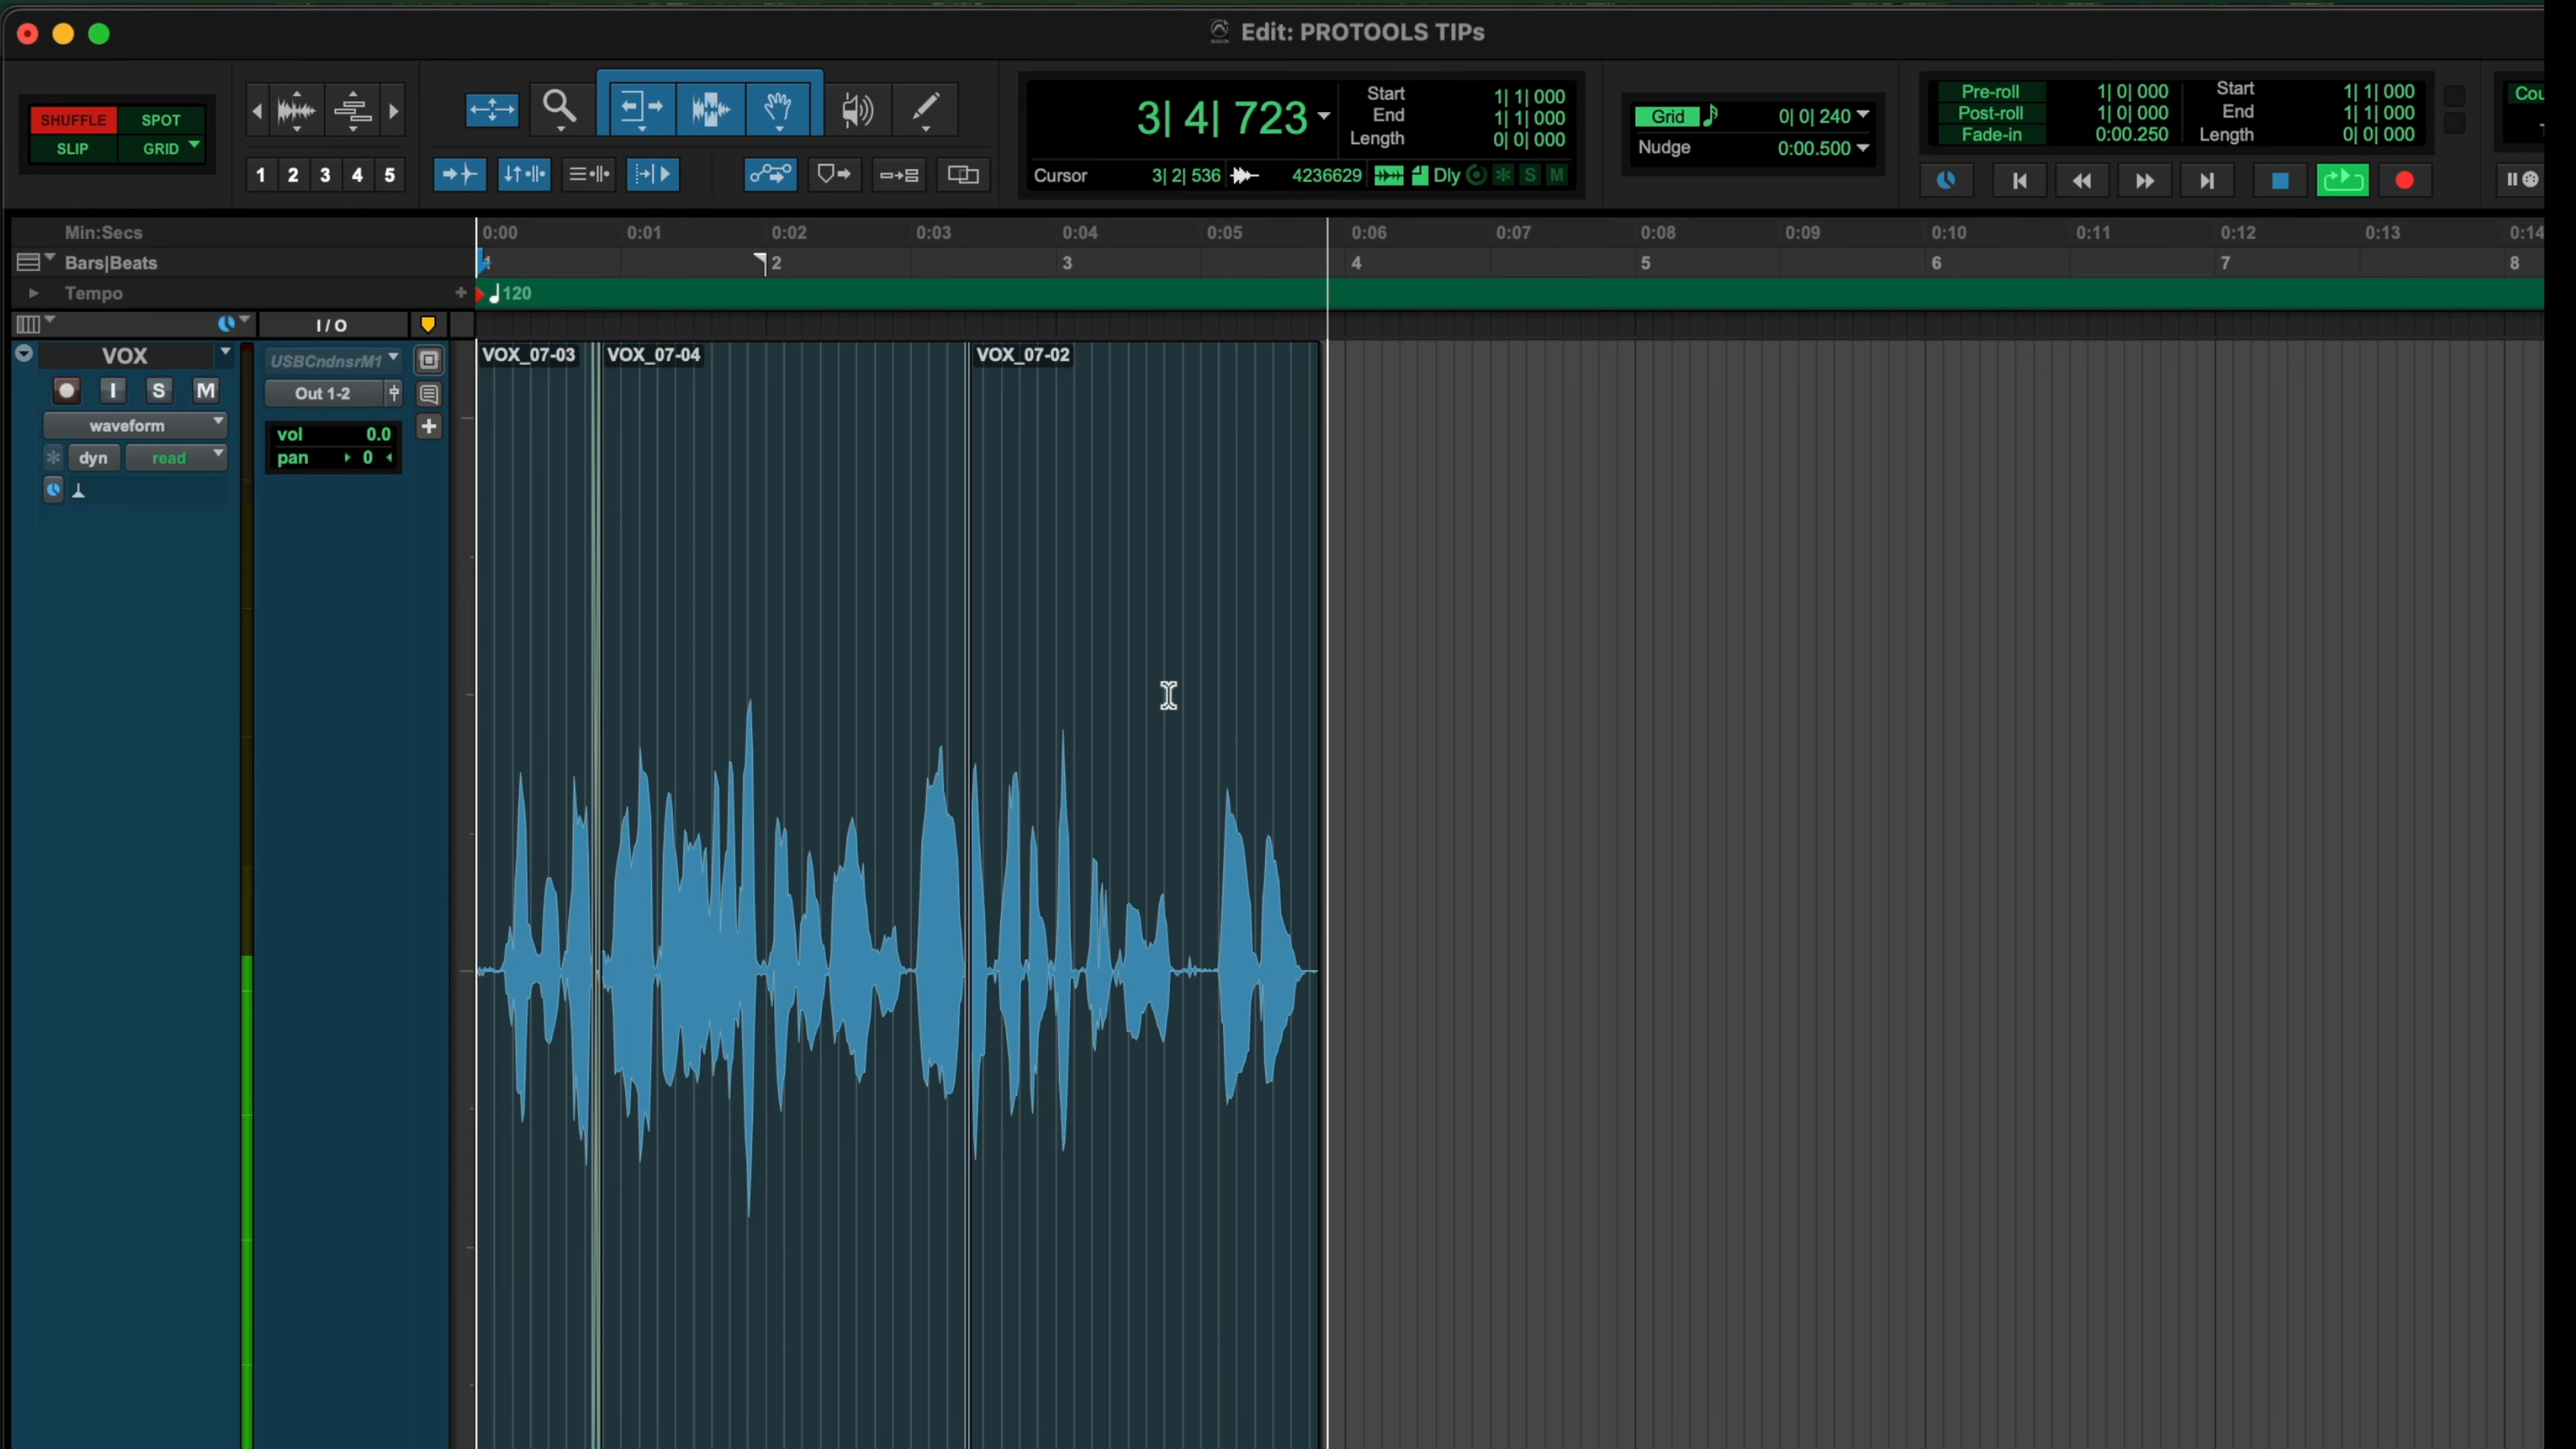 Edit: PROTOOLS TIPs
SHUFFLE SPOT
SLIP GRID
1 2 3 4 5
3| 4| 723
Start 1| 1| 000
End 1| 1| 000
Length 0| 0| 000
Cursor 3| 2| 536 4236629 Dly S M
Grid 0| 0| 240
Nudge 0:00.500
Pre-roll 1| 0| 000 Start 1| 1| 000
Post-roll 1| 0| 000 End 1| 1| 000
Fade-in 0:00.250 Length 0| 0| 000
Min:Secs 0:00 0:01 0:02 0:03 0:04 0:05 0:06 0:07 0:08 0:09 0:10 0:11 0:12 0:13 0:14
Bars|Beats 1 2 3 4 5 6 7 8
Tempo + 120
I / O
VOX
I S M
waveform
dyn read
USBCndnsrM1
Out 1-2
vol 0.0
pan 0
VOX_07-03 VOX_07-04 VOX_07-02